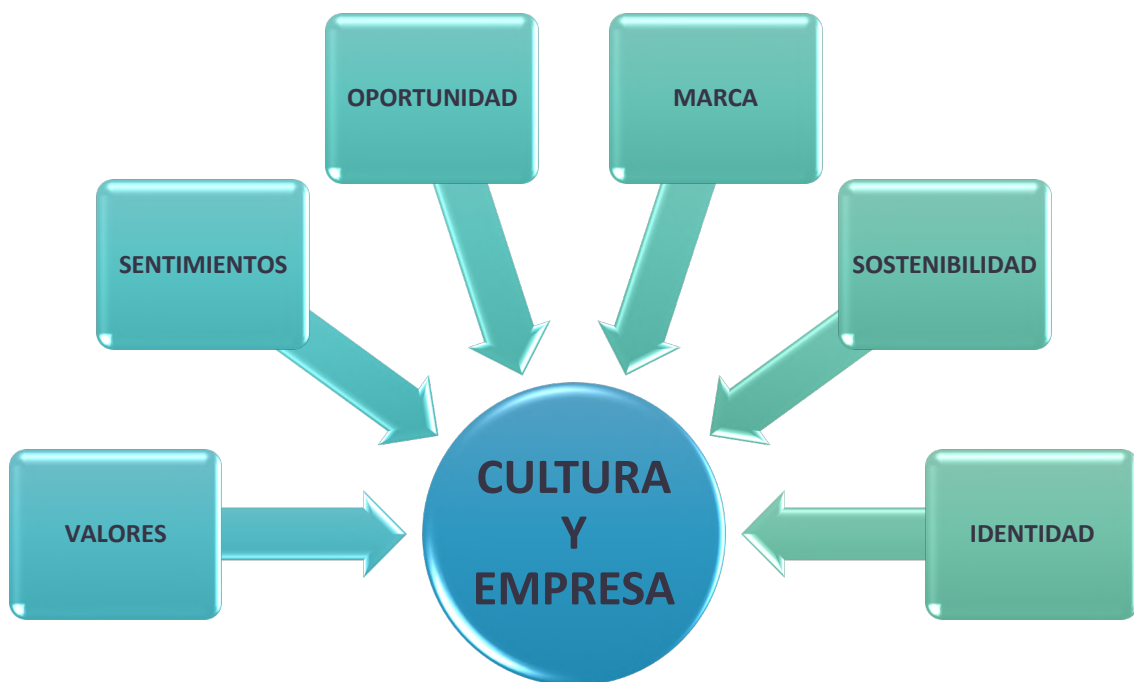 OPORTUNIDAD
MARCA
SENTIMIENTOS
SOSTENIBILIDAD
VALORES
CULTURA
Y
EMPRESA
IDENTIDAD